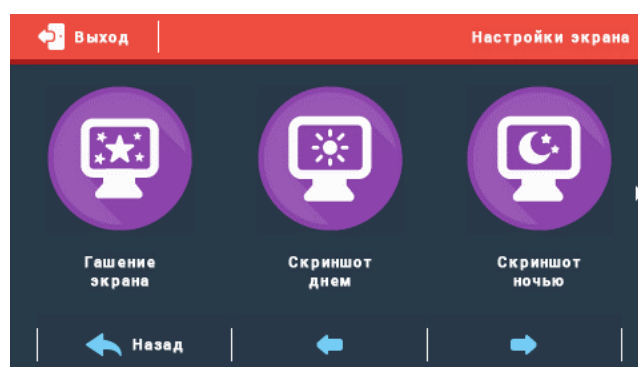 Выход
Настройки экрана
Гашение
экрана
Скриншот
днем
Скриншот
ночью
Назад